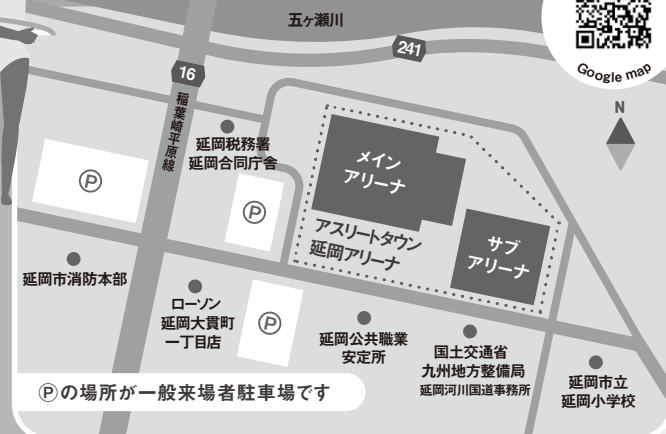 五ヶ瀬川
241
16
稲葉崎平原線
Google map
N
延岡税務署
延岡合同庁舎
メイン
アリーナ
P
P
アスリートタウン
延岡アリーナ
サブ
アリーナ
延岡市消防本部
ローソン
延岡大貫町
一丁目店
P
延岡公共職業
安定所
国土交通省
九州地方整備局
延岡河川国道事務所
延岡市立
延岡小学校
Ⓟの場所が一般来場者駐車場です